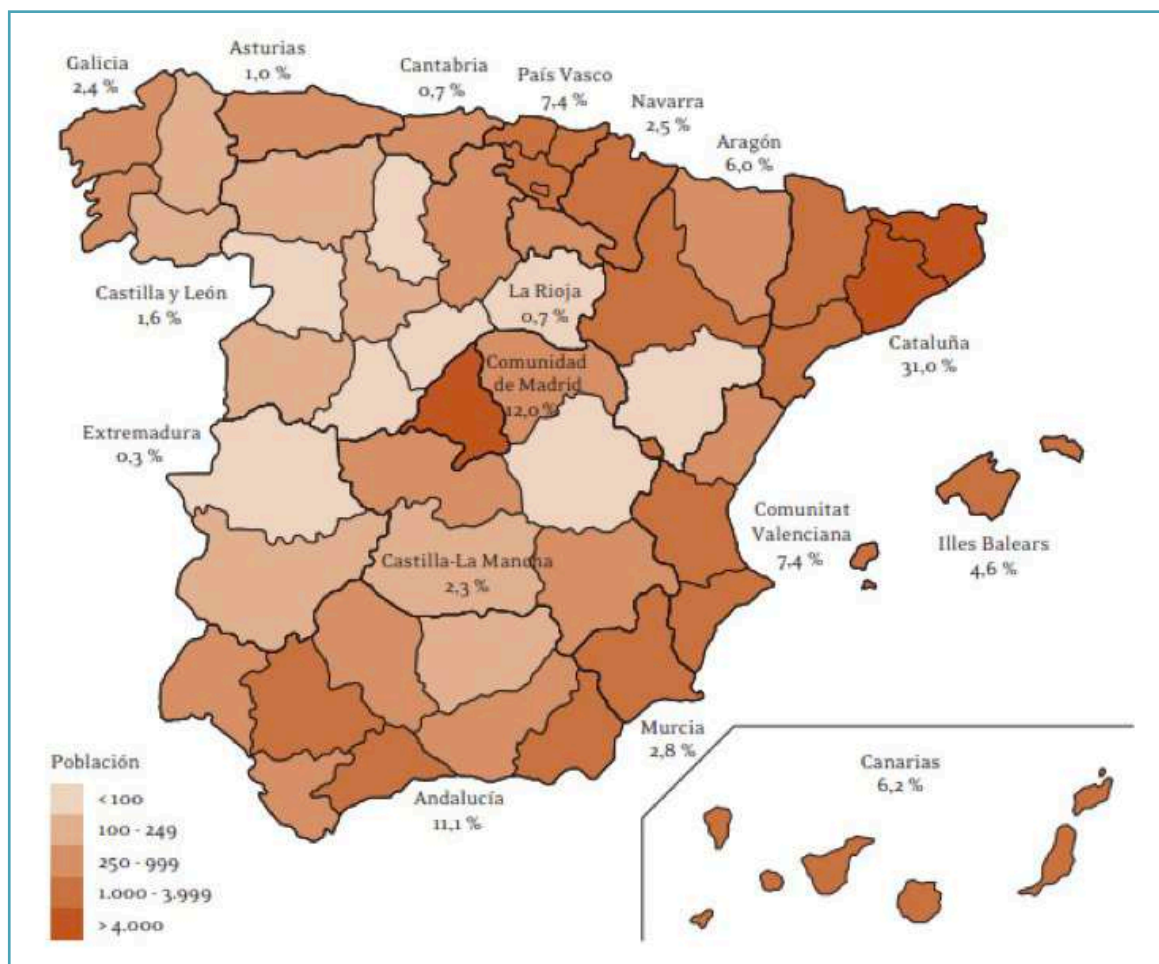 Galicia
2,4 %
Asturias
1,0 %
Cantabria
0,7 %
País Vasco
7,4 %
Navarra
2,5 %
Aragón
6,0 %
Castilla y León
1,6 %
La Rioja
0,7 %
Cataluña
31,0 %
Comunidad
de Madrid
12,0 %
Extremadura
0,3 %
Comunitat
Valenciana
7,4 %
Illes Balears
4,6 %
Castilla-La Mancha
2,3 %
Murcia
2,8 %
Andalucía
11,1 %
Canarias
6,2 %
Población
<100
100 - 249
250 - 999
1.000 - 3.999
> 4.000